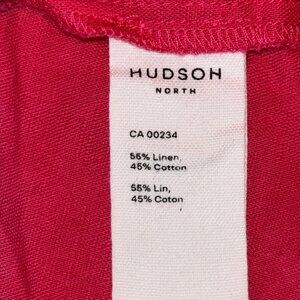 HUDSON
NORTH
CA 00234
55% Linen,
45% Cotton
55% Lin,
45% Coton